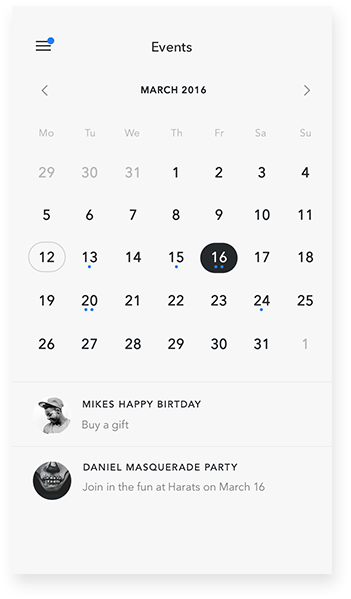 Events
MARCH 2016
Mo Tu We Th Fr Sa Su
29 30 31 1 2 3 4
5 6 7 8 9 10 11
12 13 14 15 16 17 18
19 20 21 22 23 24 25
26 27 28 29 30 31 1
MIKES HAPPY BIRTDAY
Buy a gift
DANIEL MASQUERADE PARTY
Join in the fun at Harats on March 16